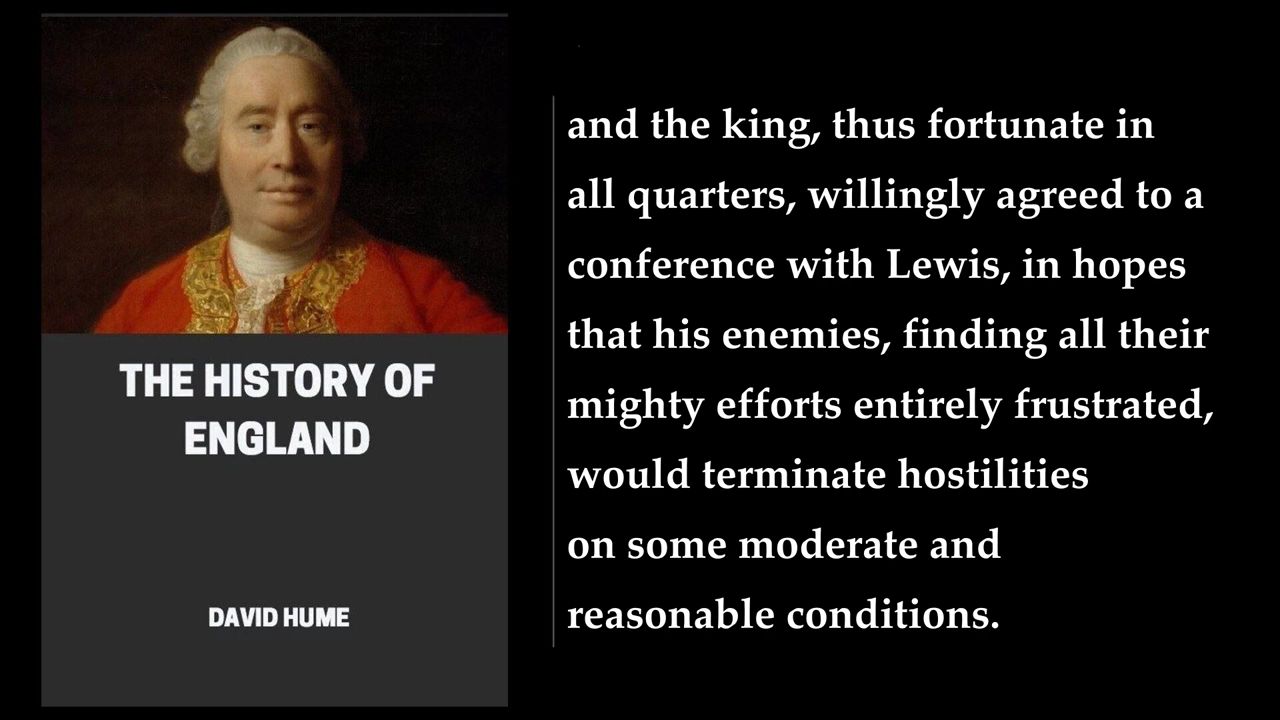 THE HISTORY OF
ENGLAND
DAVID HUME
and the king, thus fortunate in
all quarters, willingly agreed to a
conference with Lewis, in hopes
that his enemies, finding all their
mighty efforts entirely frustrated,
would terminate hostilities
on some moderate and
reasonable conditions.